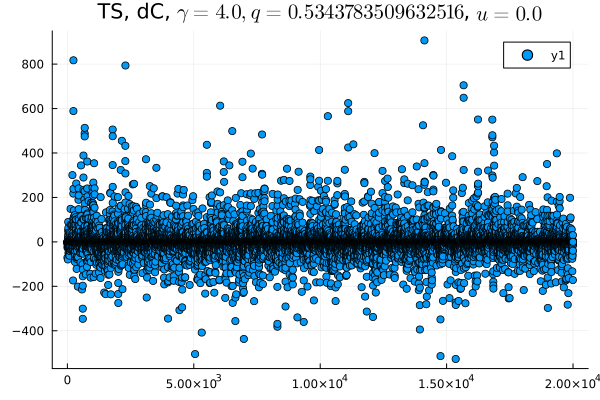 TS, dC, γ = 4.0, q = 0.5343783509632516, u = 0.0
y1
800
600
400
200
0
−200
−400
0 5.00×10³ 1.00×10⁴ 1.50×10⁴ 2.00×10⁴